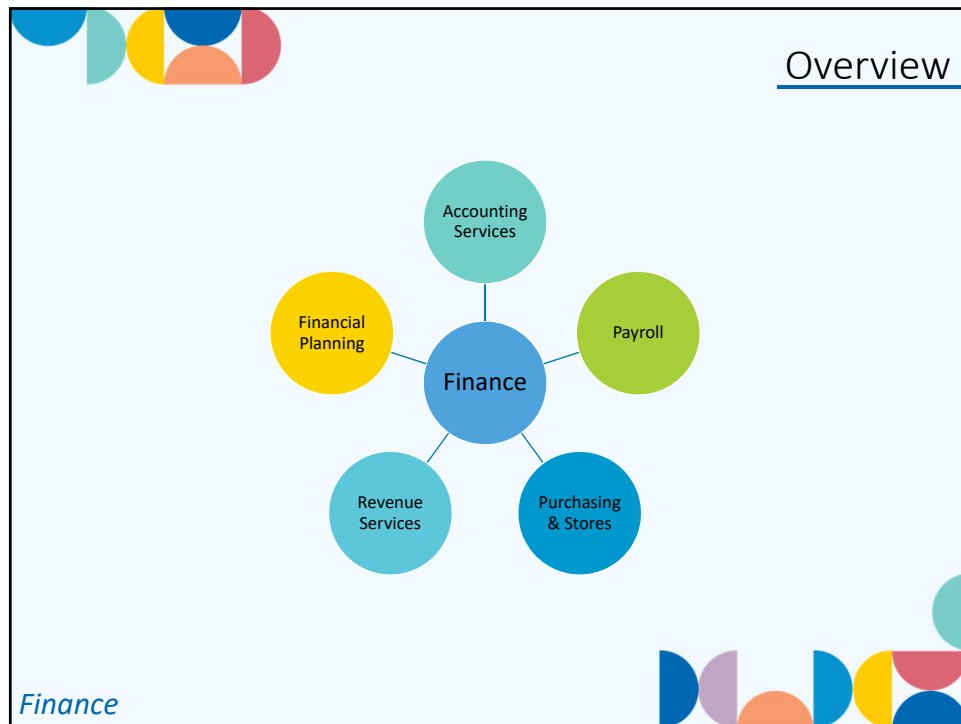 Overview
Accounting
Services
Financial
Planning
Payroll
Finance
Revenue
Services
Purchasing
& Stores
Finance